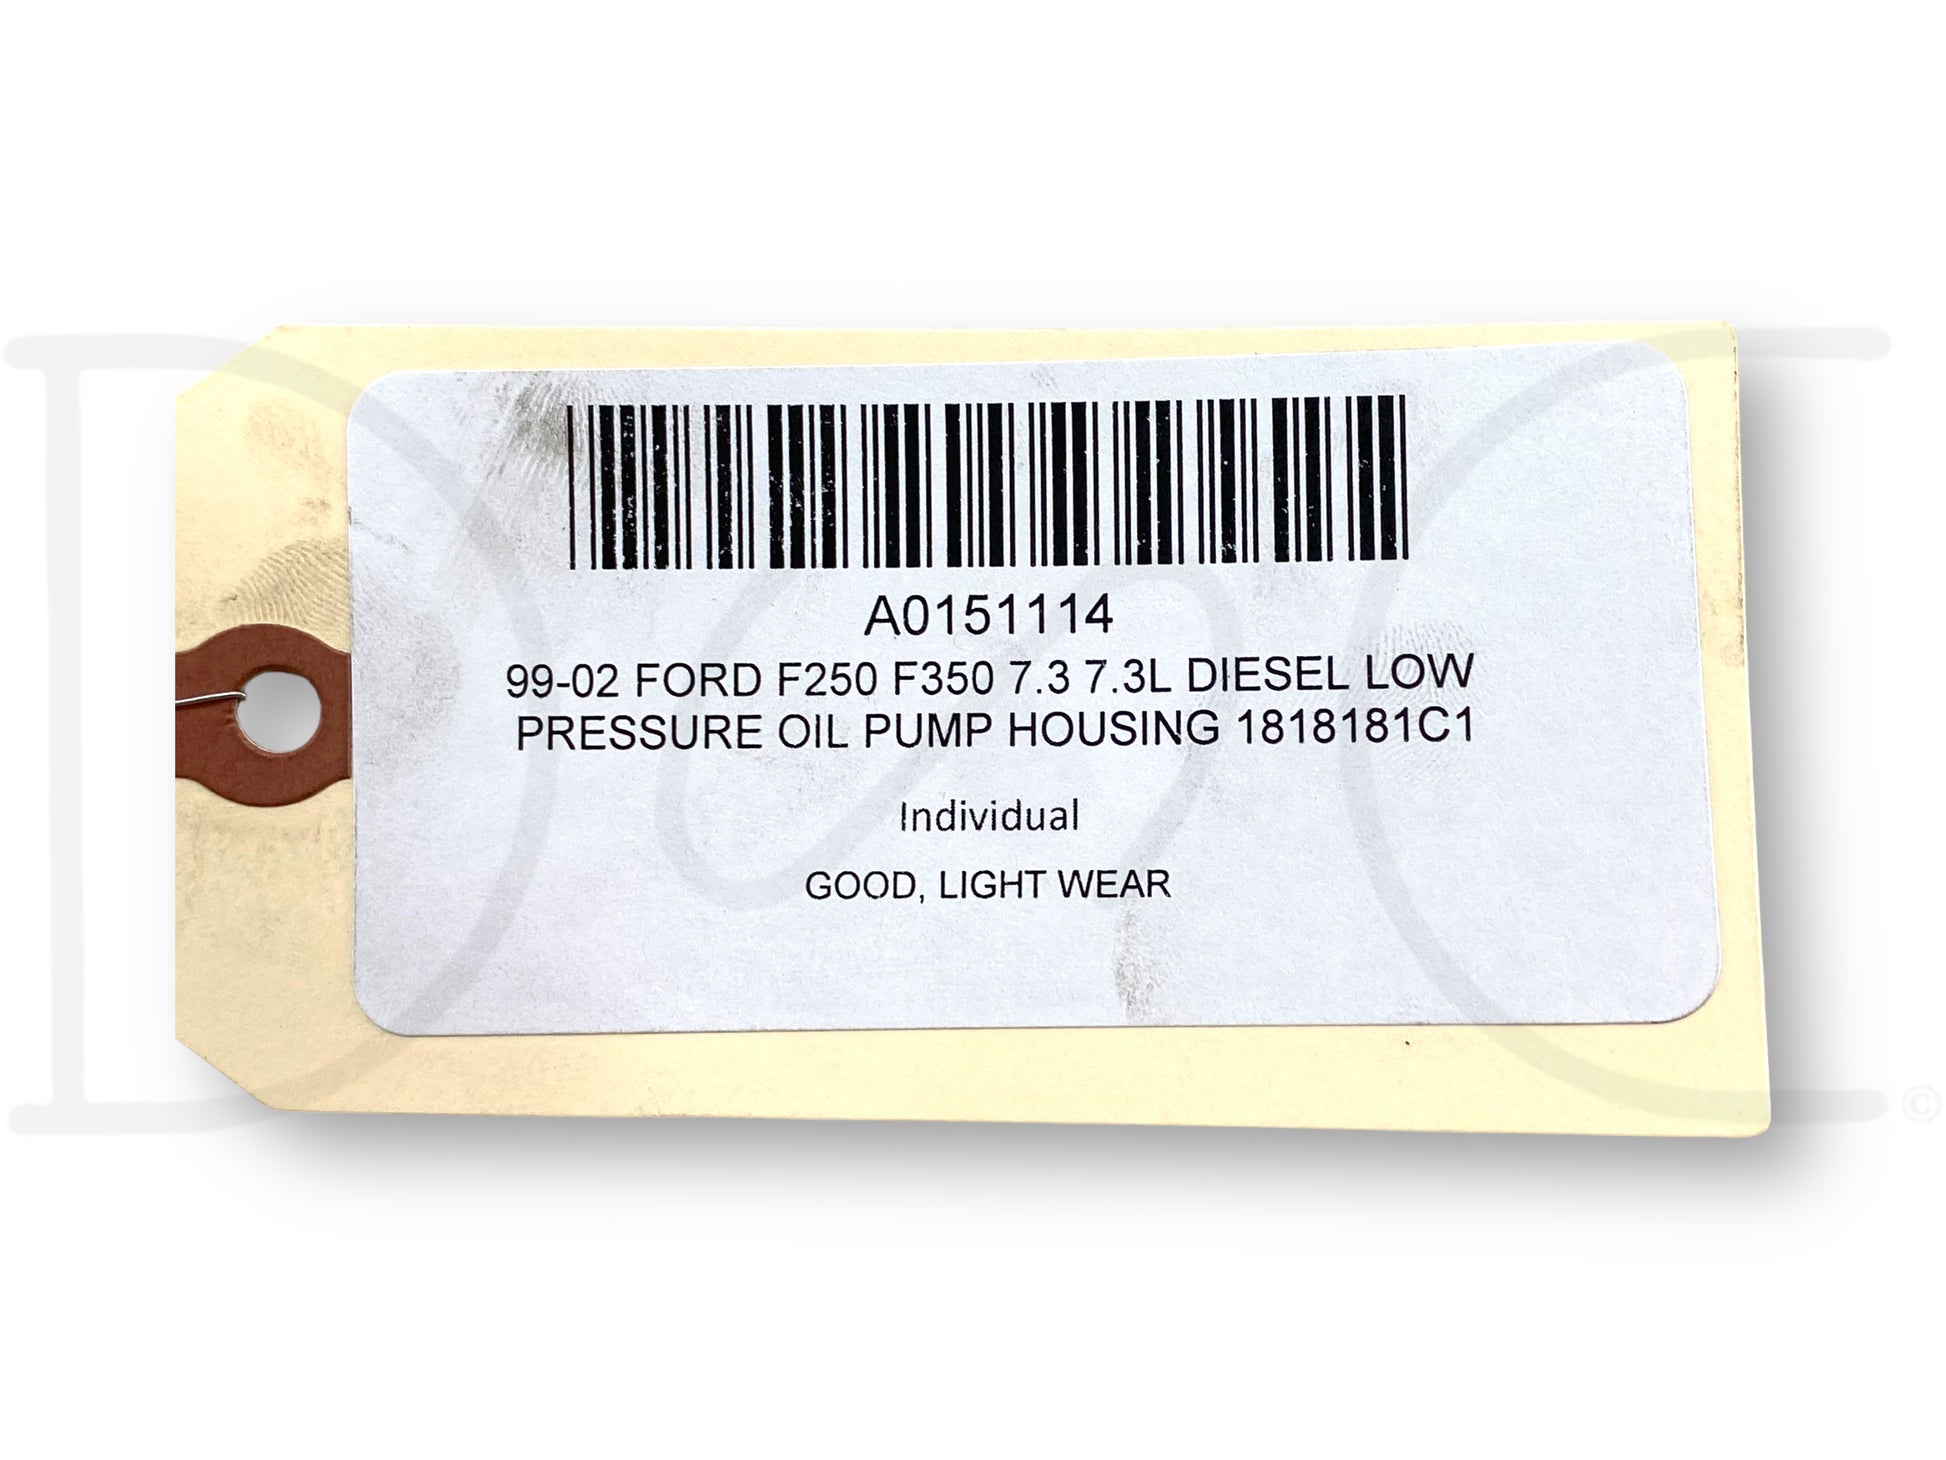 A0151114
99-02 FORD F250 F350 7.3 7.3L DIESEL LOW
PRESSURE OIL PUMP HOUSING 1818181C1
Individual
GOOD, LIGHT WEAR
©